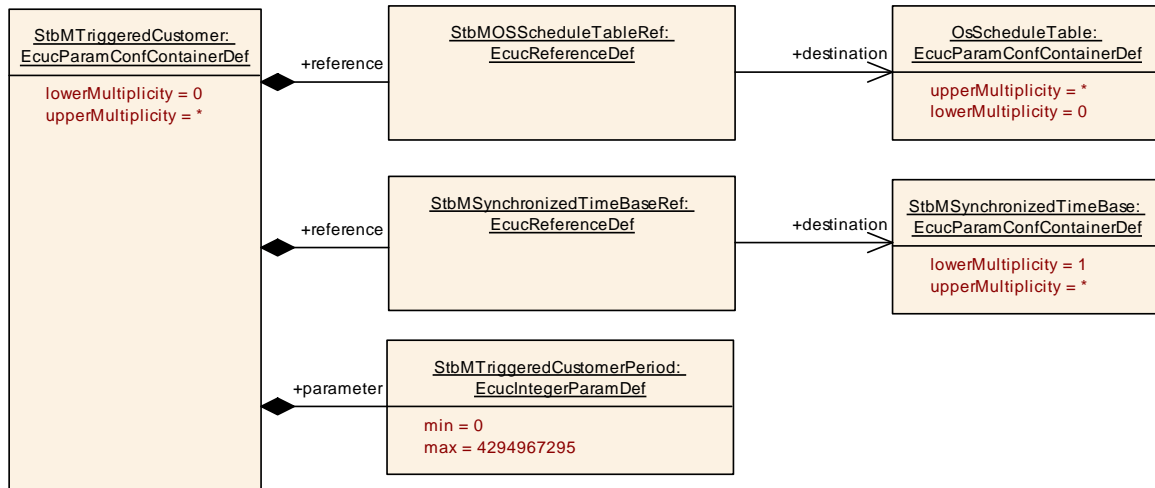 StbMTriggeredCustomer:
EcucParamConfContainerDef
lowerMultiplicity = 0
upperMultiplicity = *
+reference
StbMOSScheduleTableRef:
EcucReferenceDef
+destination
OsScheduleTable:
EcucParamConfContainerDef
upperMultiplicity = *
lowerMultiplicity = 0
+reference
StbMSynchronizedTimeBaseRef:
EcucReferenceDef
+destination
StbMSynchronizedTimeBase:
EcucParamConfContainerDef
lowerMultiplicity = 1
upperMultiplicity = *
+parameter
StbMTriggeredCustomerPeriod:
EcucIntegerParamDef
min = 0
max = 4294967295